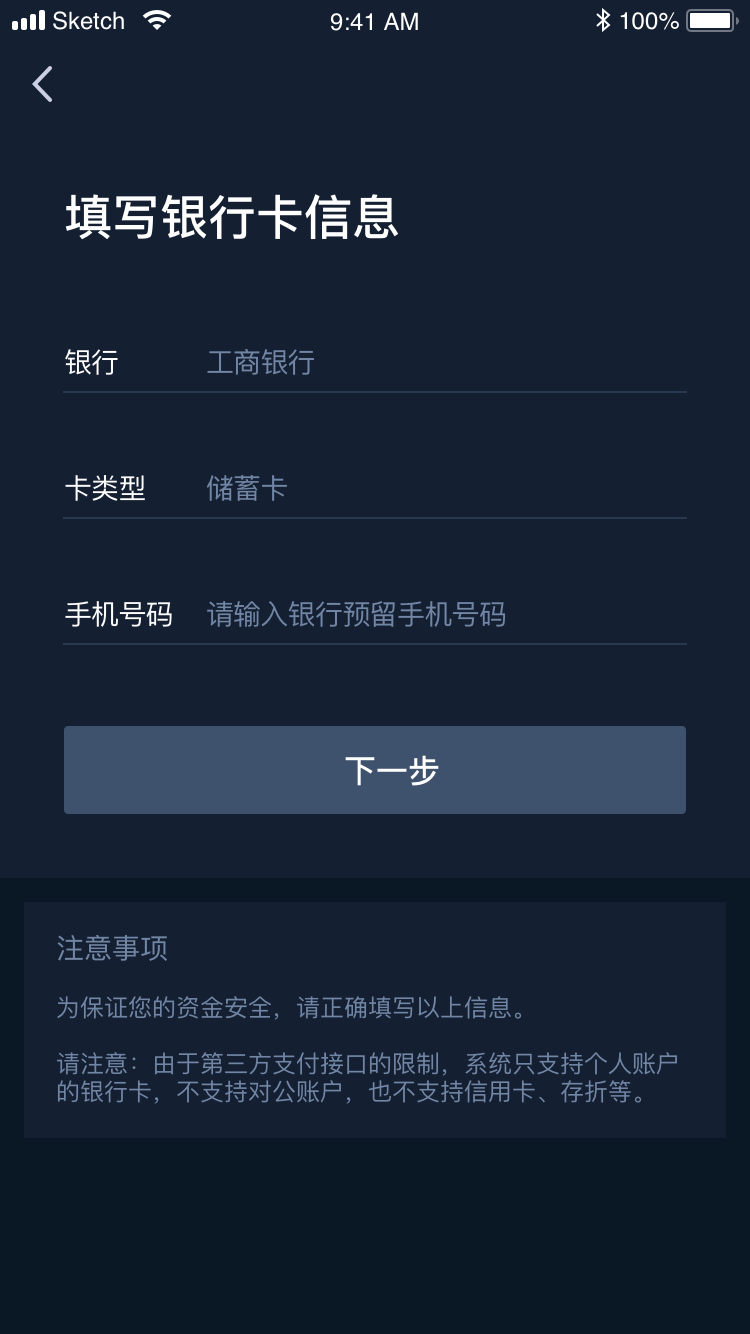 Sketch 9:41 AM 100%
填写银行卡信息
银行 工商银行
卡类型 储蓄卡
手机号码 请输入银行预留手机号码
下一步
注意事项
为保证您的资金安全，请正确填写以上信息。
请注意：由于第三方支付接口的限制，系统只支持个人账户
的银行卡，不支持对公账户，也不支持信用卡、存折等。